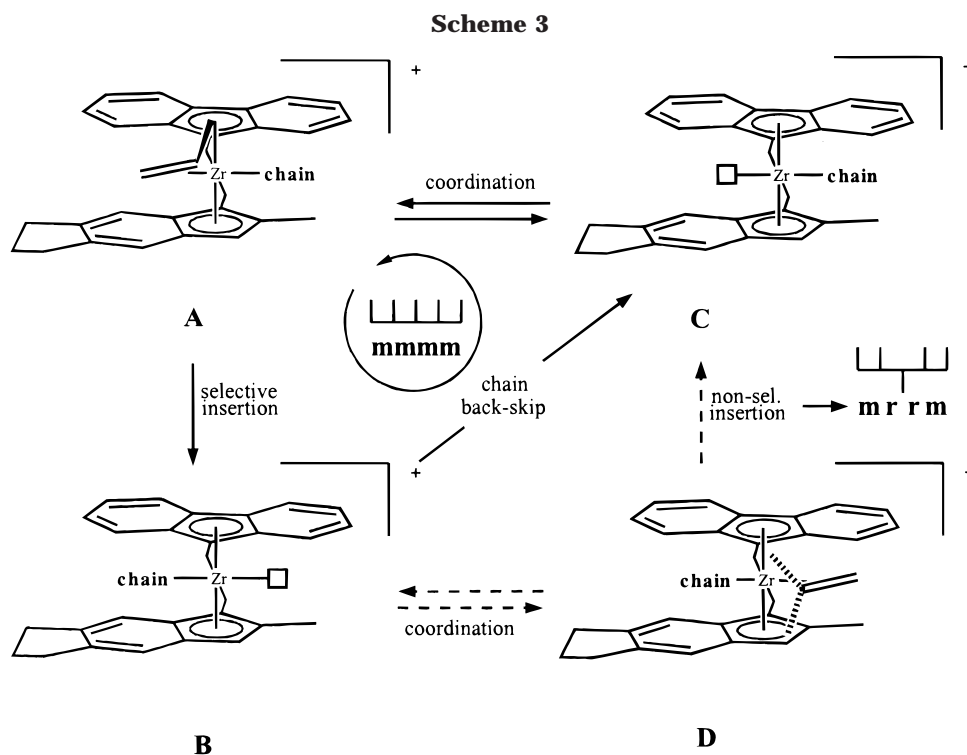 Scheme 3
+
+
Zr
chain
Zr
chain
coordination
A
mmmm
C
selective
insertion
chain
back-skip
non-sel.
insertion
m r r m
+
+
chain
Zr
chain
Zr
coordination
B
D